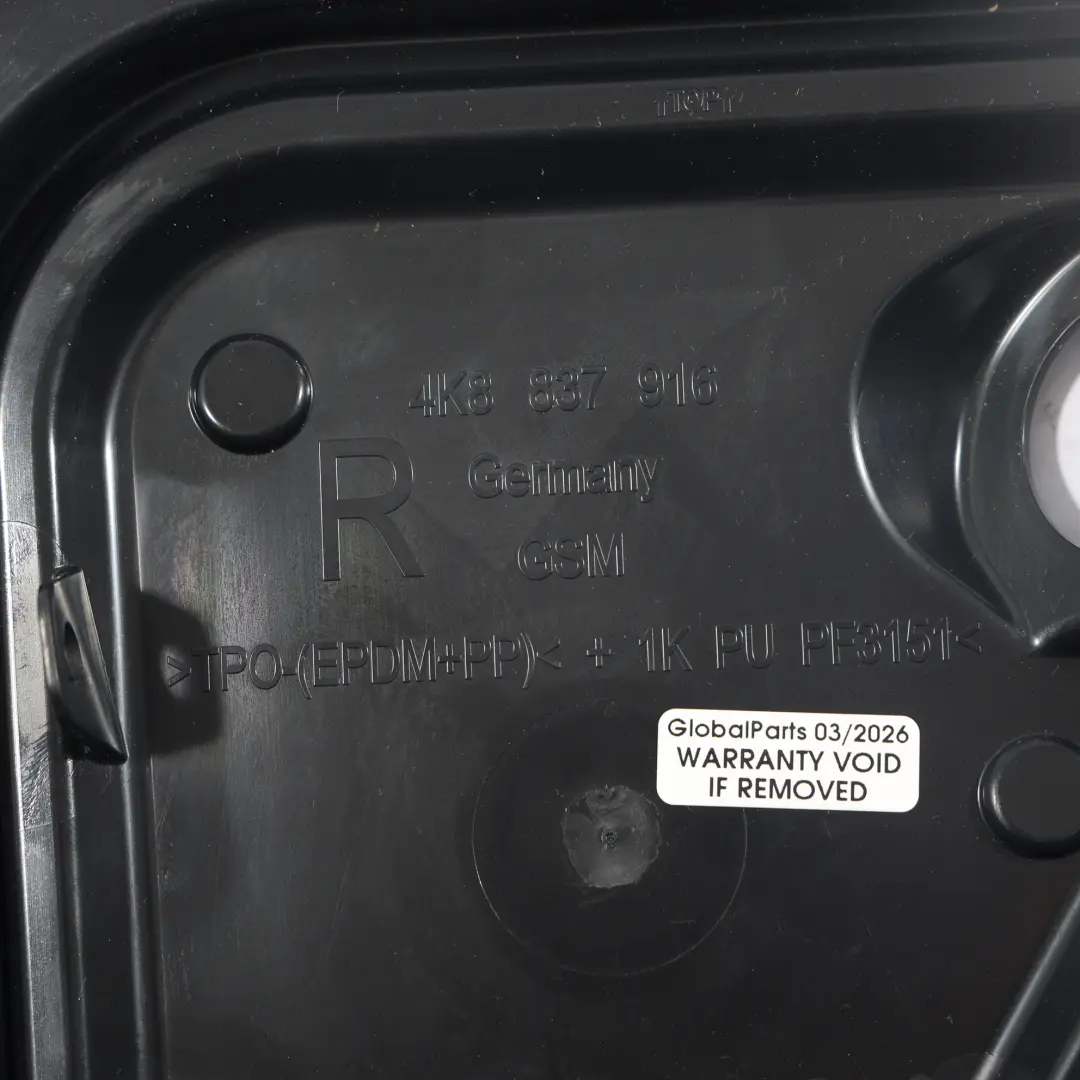 ↑TOP↑
4K8 837 916
R
Germany
GSM
>TPO-(EPDM+PP)< + 1K PU PF3151<
GlobalParts 03/2026
WARRANTY VOID
IF REMOVED